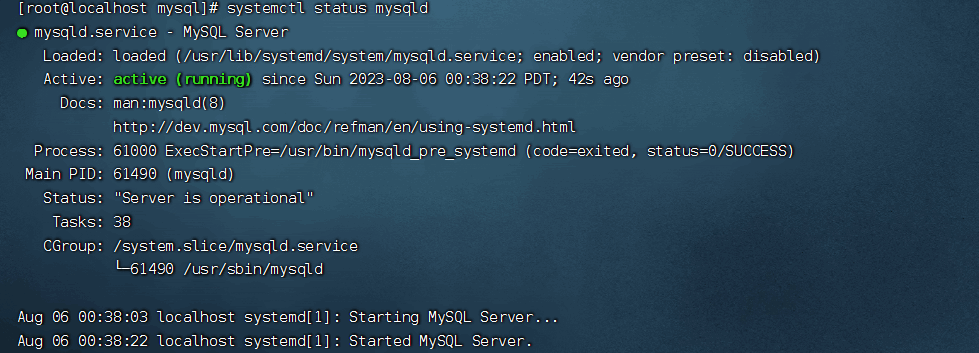 [root@localhost mysql]# systemctl status mysqld
● mysqld.service - MySQL Server
Loaded: loaded (/usr/lib/systemd/system/mysqld.service; enabled; vendor preset: disabled)
Active: active (running) since Sun 2023-08-06 00:38:22 PDT; 42s ago
Docs: man:mysqld(8)
http://dev.mysql.com/doc/refman/en/using-systemd.html
Process: 61000 ExecStartPre=/usr/bin/mysqld_pre_systemd (code=exited, status=0/SUCCESS)
Main PID: 61490 (mysqld)
Status: "Server is operational"
Tasks: 38
CGroup: /system.slice/mysqld.service
└─61490 /usr/sbin/mysqld
Aug 06 00:38:03 localhost systemd[1]: Starting MySQL Server...
Aug 06 00:38:22 localhost systemd[1]: Started MySQL Server.